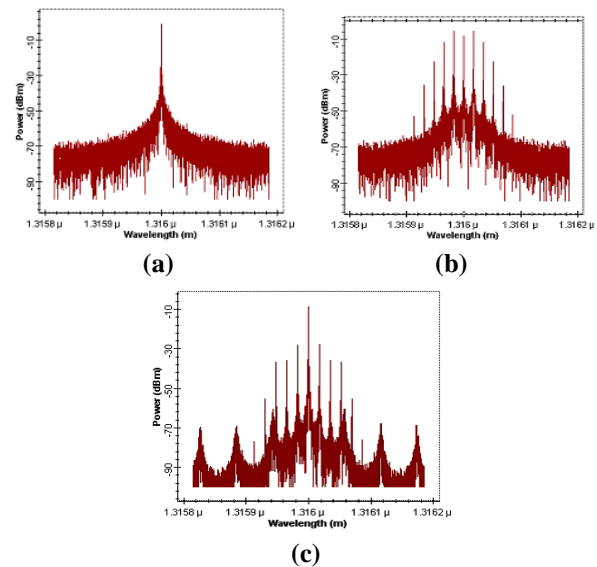 Power (dBm)
-10
-30
-50
-70
-90
1.3158 µ 1.3159 µ 1.316 µ 1.3161 µ 1.3162 µ
Wavelength (m)
(a)
Power (dBm)
-10
-30
-50
-70
-90
1.3158 µ 1.3159 µ 1.316 µ 1.3161 µ 1.3162 µ
Wavelength (m)
(b)
Power (dBm)
-10
-30
-50
-70
-90
1.3158 µ 1.3159 µ 1.316 µ 1.3161 µ 1.3162 µ
Wavelength (m)
(c)